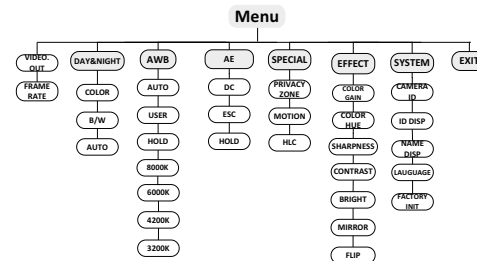 Menu
VIDEO.
OUT
FRAME
RATE
DAY&NIGHT
COLOR
B/W
AUTO
AWB
AUTO
USER
HOLD
8000K
6000K
4200K
3200K
AE
DC
ESC
HOLD
SPECIAL
PRIVACY
ZONE
MOTION
HLC
EFFECT
COLOR
GAIN
COLOR
HUE
SHARPNESS
CONTRAST
BRIGHT
MIRROR
FLIP
SYSTEM
CAMERA
ID
ID DISP
NAME
DISP
LAUGUAGE
FACTORY
INIT
EXIT